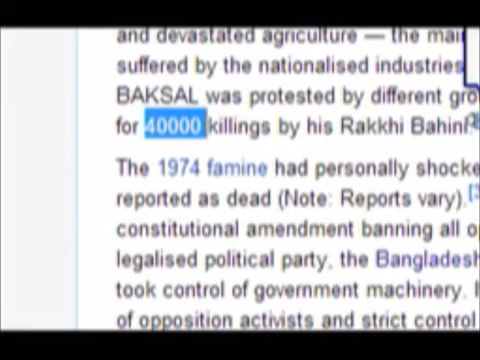 and devastated agriculture — the mai
suffered by the nationalised industries
BAKSAL was protested by different gro
for 40000 killings by his Rakkhi Bahini
The 1974 famine had personally shocke
reported as dead (Note: Reports vary).[3
constitutional amendment banning all o
legalised political party, the Bangladesh
took control of government machinery. I
of opposition activists and strict control